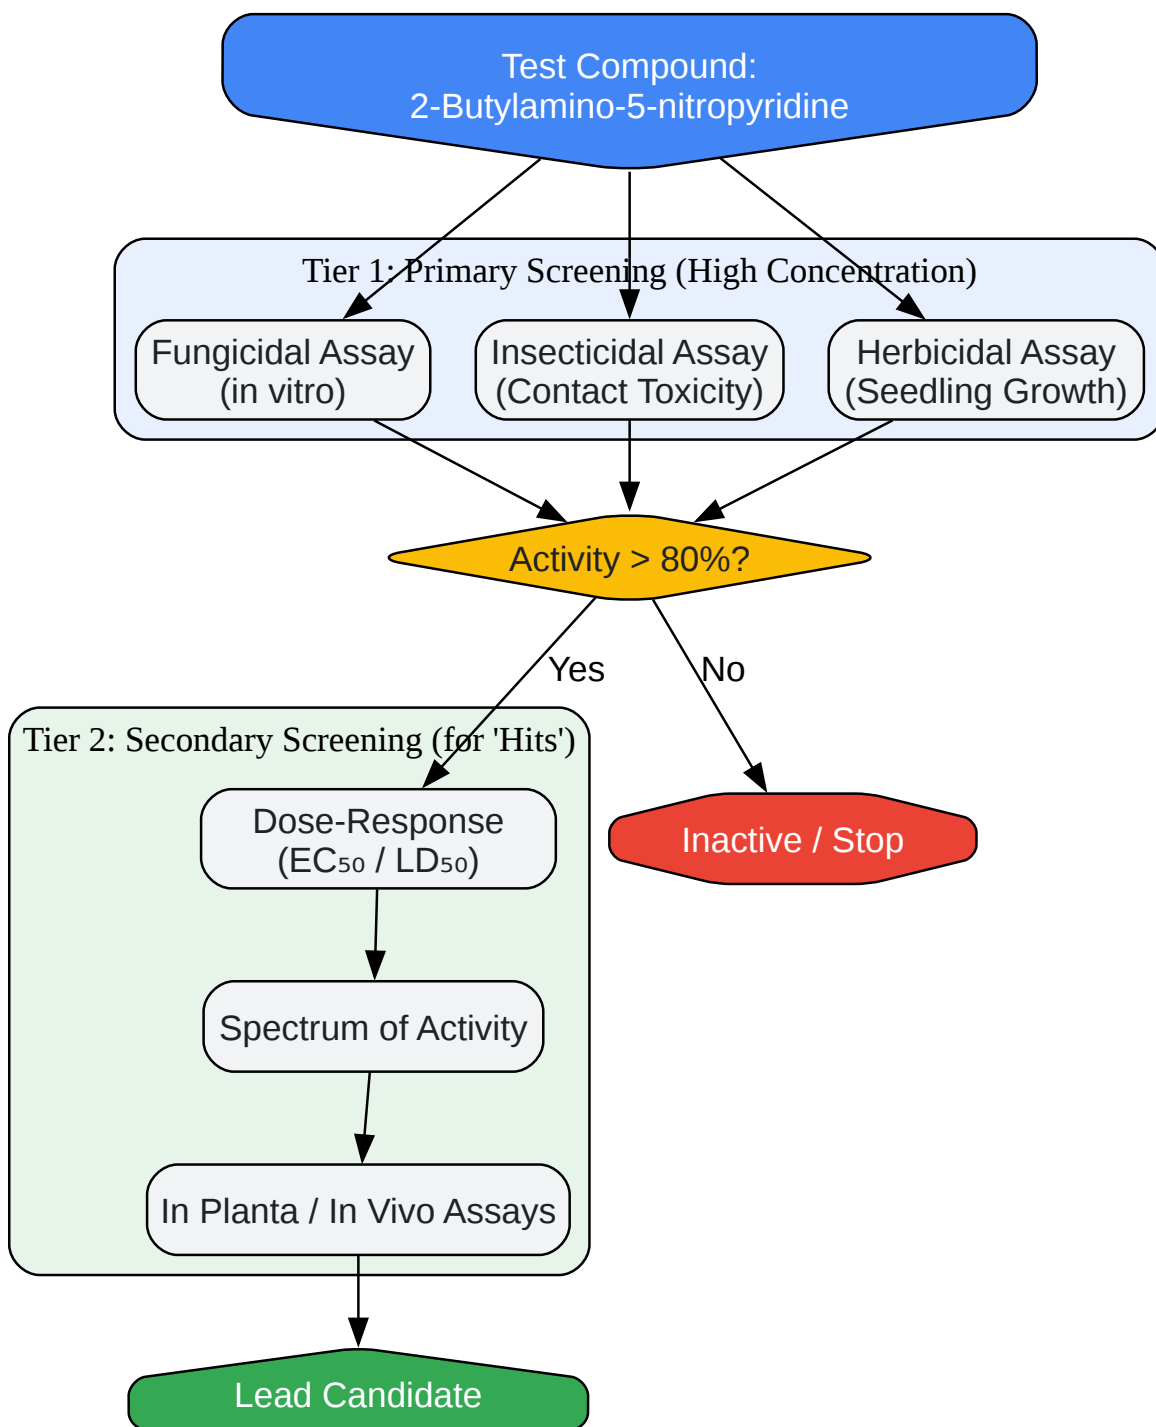 Test Compound:
2-Butylamino-5-nitropyridine
Tier 1: Primary Screening (High Concentration)
Fungicidal Assay
(in vitro)
Insecticidal Assay
(Contact Toxicity)
Herbicidal Assay
(Seedling Growth)
Activity > 80%?
Yes
No
Tier 2: Secondary Screening (for 'Hits')
Dose-Response
(EC₅₀ / LD₅₀)
Inactive / Stop
Spectrum of Activity
In Planta / In Vivo Assays
Lead Candidate